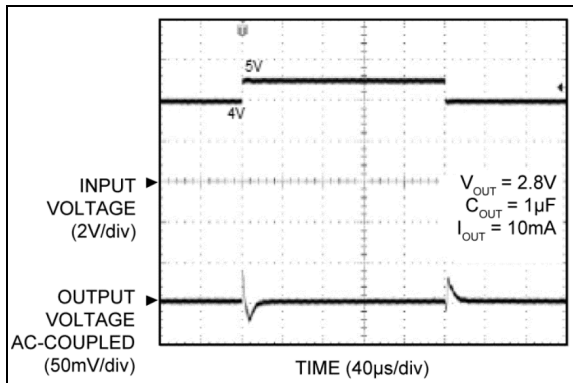 5V
4V
INPUT
VOLTAGE
(2V/div)
V_OUT = 2.8V
C_OUT = 1μF
I_OUT = 10mA
OUTPUT
VOLTAGE
AC-COUPLED
(50mV/div)
TIME (40μs/div)